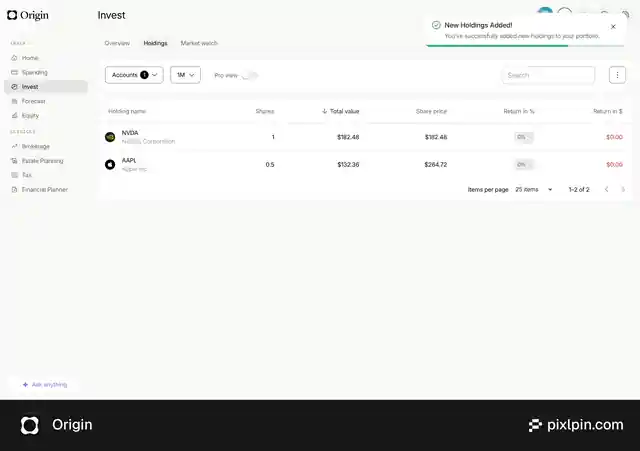 Origin
Invest
New Holdings Added!
You've successfully added new holdings to your portfolio.
Overview
Holdings
Market watch
TRACK
Home
Spending
Invest
Forecast
Equity
SERVICES
Brokerage
Estate Planning
Tax
Financial Planner
Accounts 1
1M
Pro view
Search
Holding name Shares Total value Share price Return in % Return in $
NVDA
1 $182.48 $182.48 0% $0.00
AAPL
0.5 $132.36 $264.72 0% $0.00
Items per page 25 items 1–2 of 2
Ask anything
Origin
pixlpin.com